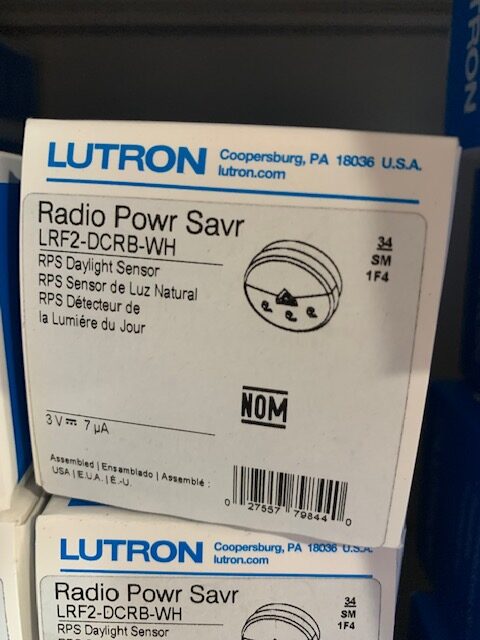 LUTRON Coopersburg, PA 18036 U.S.A.
lutron.com
Radio Powr Savr
LRF2-DCRB-WH
RPS Daylight Sensor
RPS Sensor de Luz Natural
RPS Détecteur de
la Lumiére du Jour
34
SM
1F4
NOM
3 V 7 µA
Assembled | Ensamblado | Assemblé :
USA | E.U.A. | É.-U.
0 27557 79844 0
LUTRON Coopersburg, PA 18036 U.S.A.
lutron.com
Radio Powr Savr
LRF2-DCRB-WH
RPS Daylight Sensor
34
SM
1F4
TRON